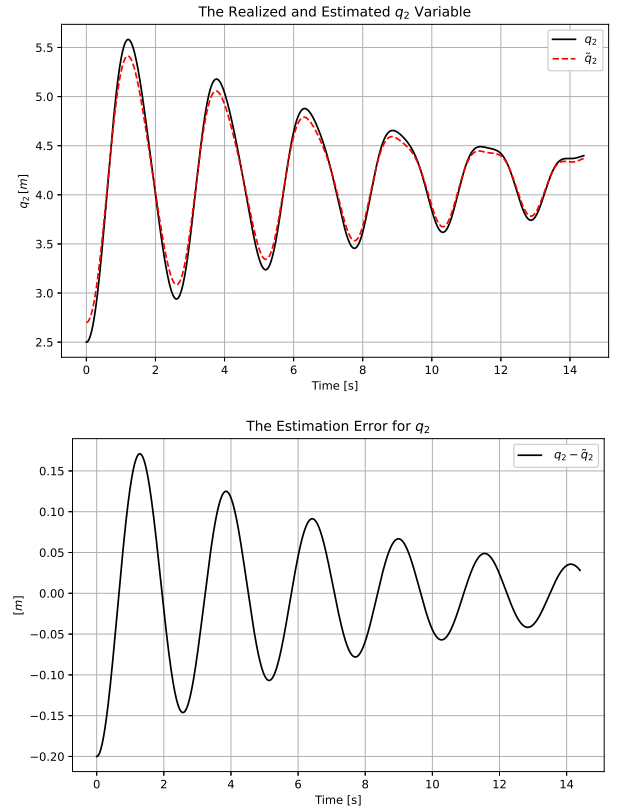 The Realized and Estimated q₂ Variable
q₂
q̃₂
5.5
5.0
4.5
4.0
3.5
3.0
2.5
q₂ [m]
0 2 4 6 8 10 12 14
Time [s]
The Estimation Error for q₂
q₂ − q̃₂
0.15
0.10
0.05
0.00
−0.05
−0.10
−0.15
−0.20
[m]
0 2 4 6 8 10 12 14
Time [s]